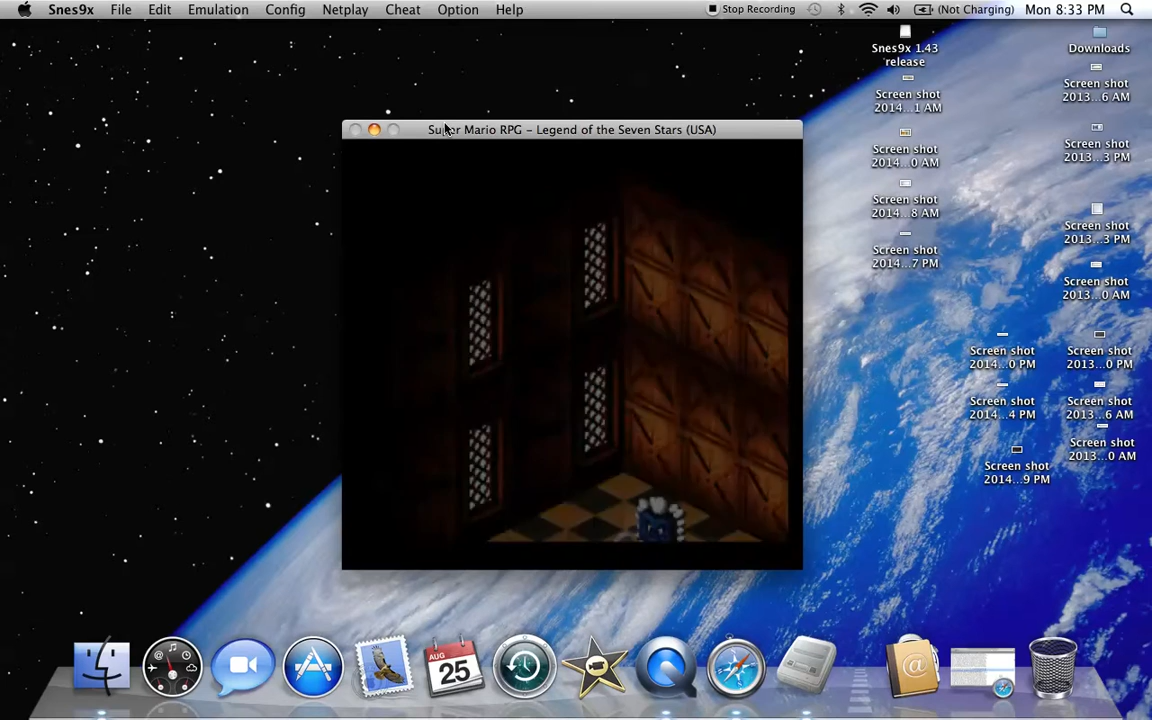 Snes9x File Edit Emulation Config Netplay Cheat Option Help Stop Recording (Not Charging) Mon 8:33 PM
Snes9x 1.43
release
Downloads
Screen shot
2014...1 AM
Screen shot
2013...6 AM
Super Mario RPG – Legend of the Seven Stars (USA)
Screen shot
2014...0 AM
Screen shot
2013...3 PM
Screen shot
2014...8 AM
Screen shot
2013...3 PM
Screen shot
2014...7 PM
Screen shot
2013...0 AM
Screen shot
2014...0 PM
Screen shot
2013...3 PM
Screen shot
2014...4 PM
Screen shot
2013...6 AM
Screen shot
2013...0 AM
Screen shot
2014...9 PM
AUG
25